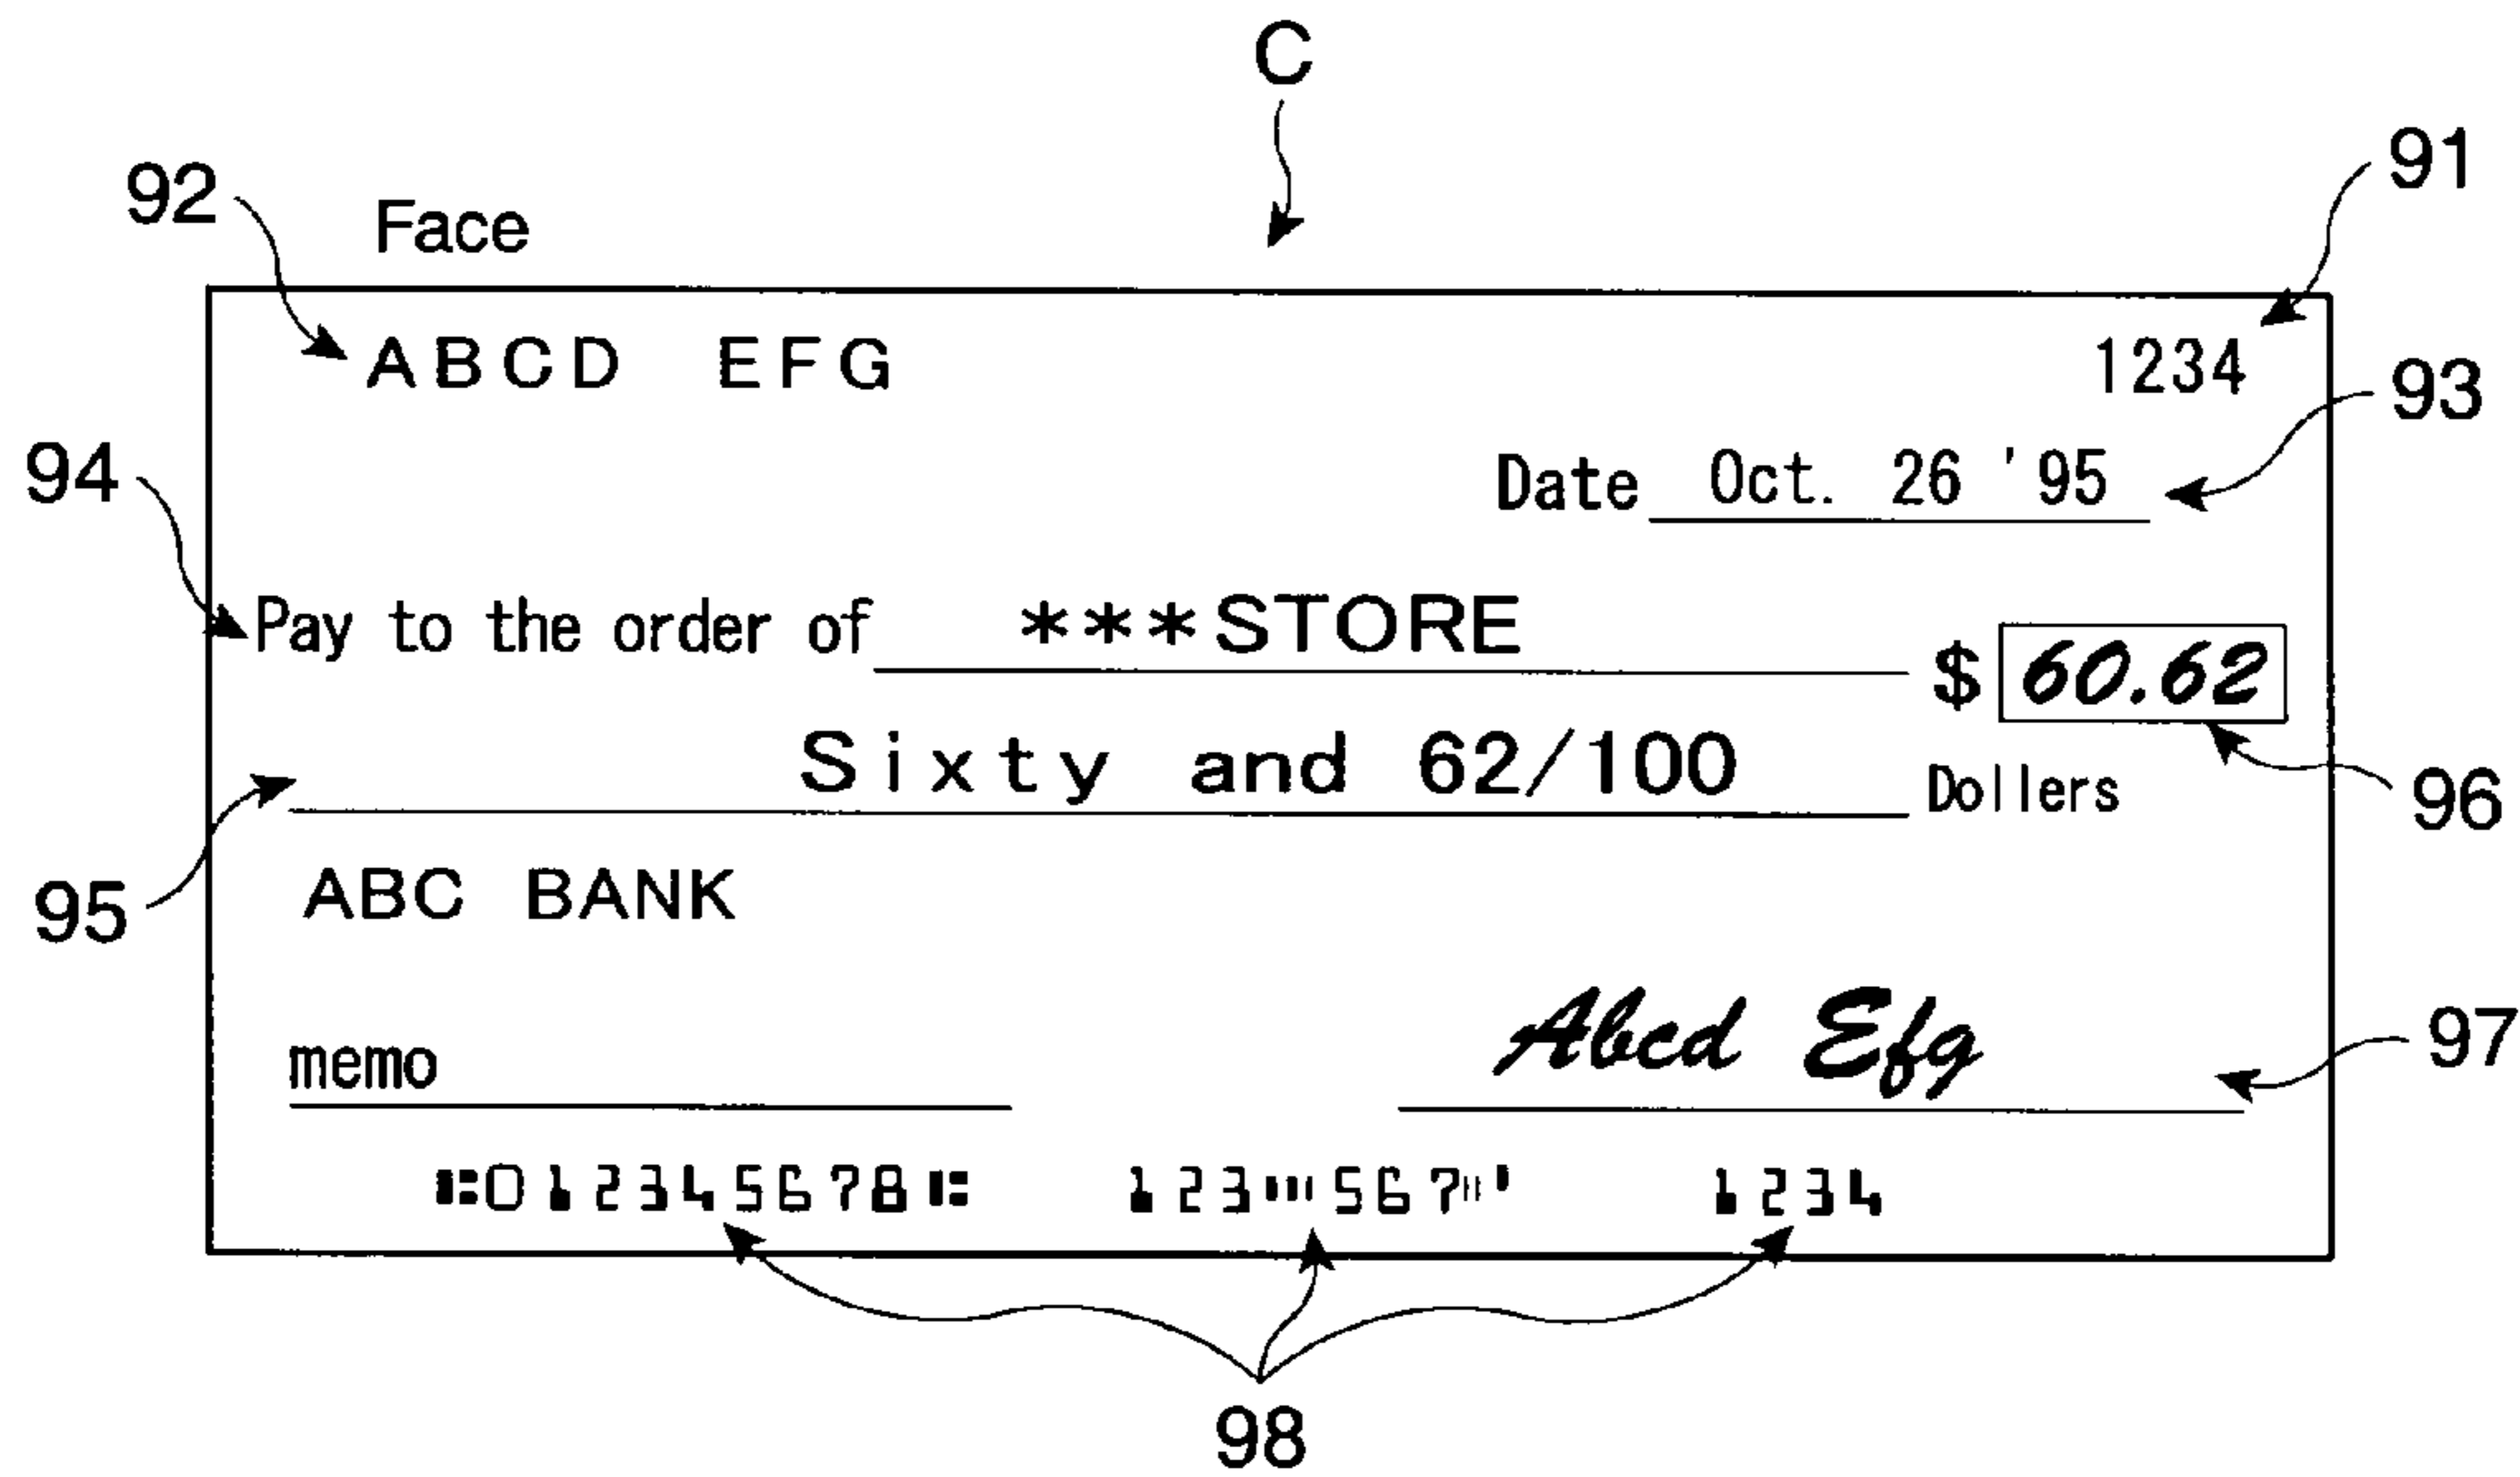 C
91
92
Face
ABCD EFG
1234
93
94
Date Oct. 26 '95
Pay to the order of ***STORE
$ 60.62
Sixty and 62/100 Dollers
96
95
ABC BANK
97
memo
Abcd Efg
⑆012345678⑆ 123⑈567⑈ 1234
98